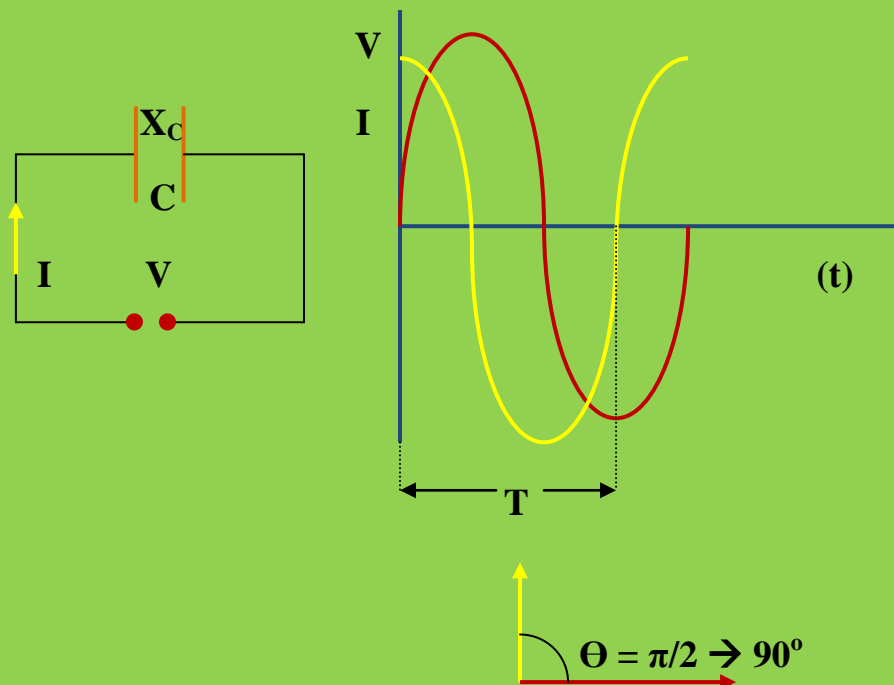 X_C
C
I
V
V
I
(t)
T
Ө = π/2 → 90º